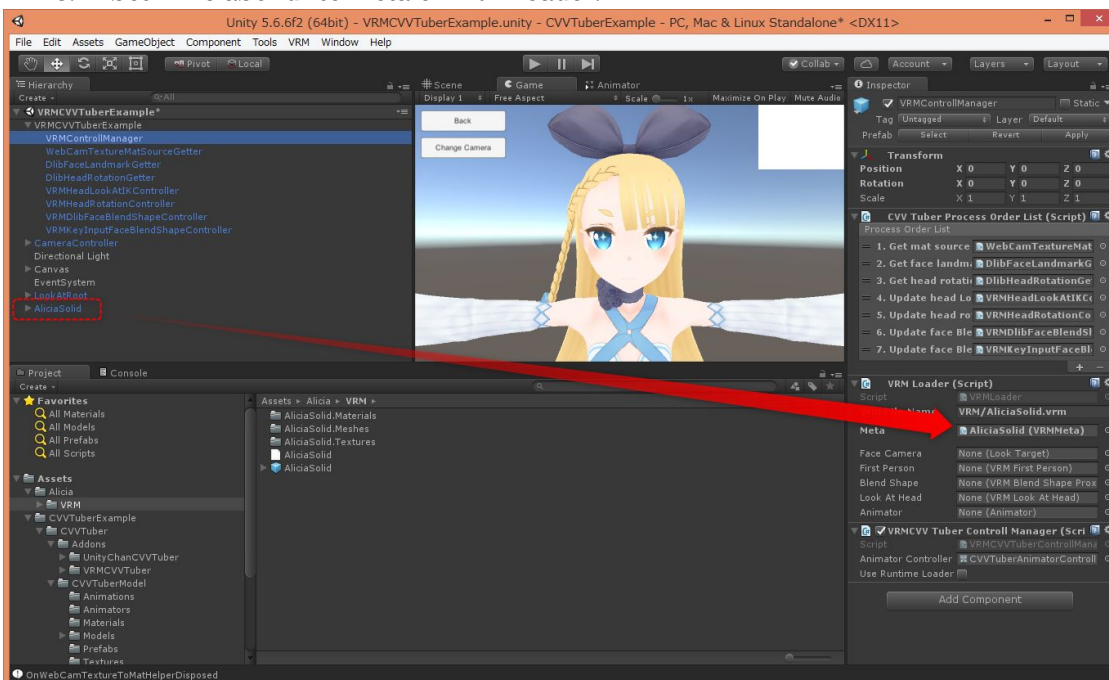 Unity 5.6.6f2 (64bit) - VRMCVVTuberExample.unity - CVVTuberExample - PC, Mac & Linux Standalone* <DX11>
File Edit Assets GameObject Component Tools VRM Window Help
Pivot Local Collab Account Layers Layout
Hierarchy
Create All
VRMCVVTuberExample*
VRMCVVTuberExample
VRMControllManager
WebCamTextureMatSourceGetter
DlibFaceLandmarkGetter
DlibHeadRotationGetter
VRMHeadLookAtIKController
VRMHeadRotationController
VRMDlibFaceBlendShapeController
VRMKeyInputFaceBlendShapeController
CameraController
Directional Light
Canvas
EventSystem
LookAtRoot
AliciaSolid
Scene Game Animator
Display 1 Free Aspect Scale 1x Maximize On Play Mute Audio
Back
Change Camera
Inspector
VRMControllManager Static
Tag Untagged Layer Default
Prefab Select Revert Apply
Transform
Position X 0 Y 0 Z 0
Rotation X 0 Y 0 Z 0
Scale X 1 Y 1 Z 1
CVV Tuber Process Order List (Script)
Process Order List
1. Get mat source WebCamTextureMat
2. Get face landm DlibFaceLandmarkG
3. Get head rotati DlibHeadRotationGe
4. Update head Lo VRMHeadLookAtIKCo
5. Update head ro VRMHeadRotationCo
6. Update face Ble VRMDlibFaceBlendSl
7. Update face Ble VRMKeyInputFaceBl
VRM Loader (Script)
Script VRMLoader
Name VRM/AliciaSolid.vrm
Meta AliciaSolid (VRMMeta)
Face Camera None (Look Target)
First Person None (VRM First Person)
Blend Shape None (VRM Blend Shape Prox
Look At Head None (VRM Look At Head)
Animator None (Animator)
VRMCVV Tuber Controll Manager (Scri
Script VRMCVVTuberControllMana
Animator Controller CVVTuberAnimatorControll
Use Runtime Loader
Add Component
Project Console
Create
Favorites
All Materials
All Models
All Prefabs
All Scripts
Assets
Alicia
VRM
CVVTuberExample
CVVTuber
Addons
UnityChanCVVTuber
VRMCVVTuber
CVVTuberModel
Animations
Animators
Materials
Models
Prefabs
Textures
Assets Alicia VRM
AliciaSolid.Materials
AliciaSolid.Meshes
AliciaSolid.Textures
AliciaSolid
AliciaSolid
OnWebCamTextureToMatHelperDisposed